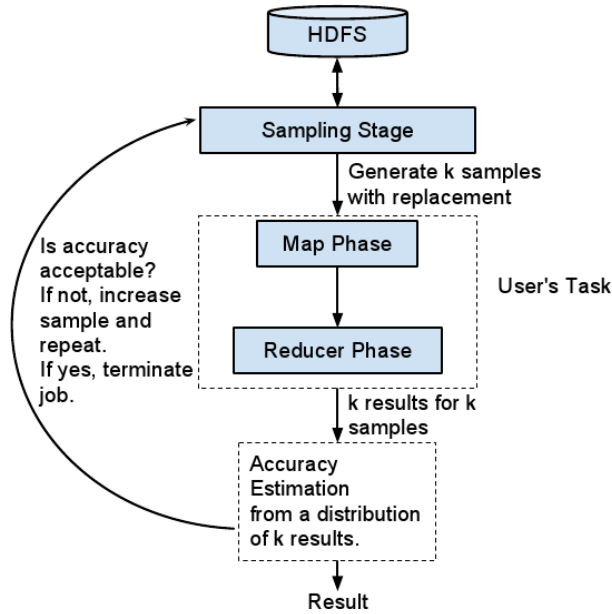 HDFS
Sampling Stage
Generate k samples
with replacement
Map Phase
User's Task
Reducer Phase
Is accuracy
acceptable?
If not, increase
sample and
repeat.
If yes, terminate
job.
k results for k
samples
Accuracy
Estimation
from a distribution
of k results.
Result